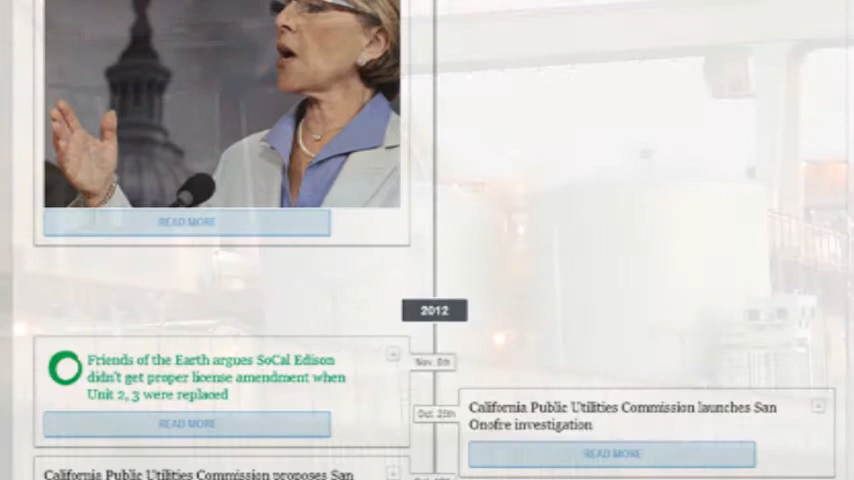 READ MORE
2012
Friends of the Earth argues SoCal Edison
didn't get proper license amendment when
Unit 2, 3 were replaced
READ MORE
Nov. 8th
Oct. 25th
California Public Utilities Commission launches San
Onofre investigation
READ MORE
California Public Utilities Commission proposes San